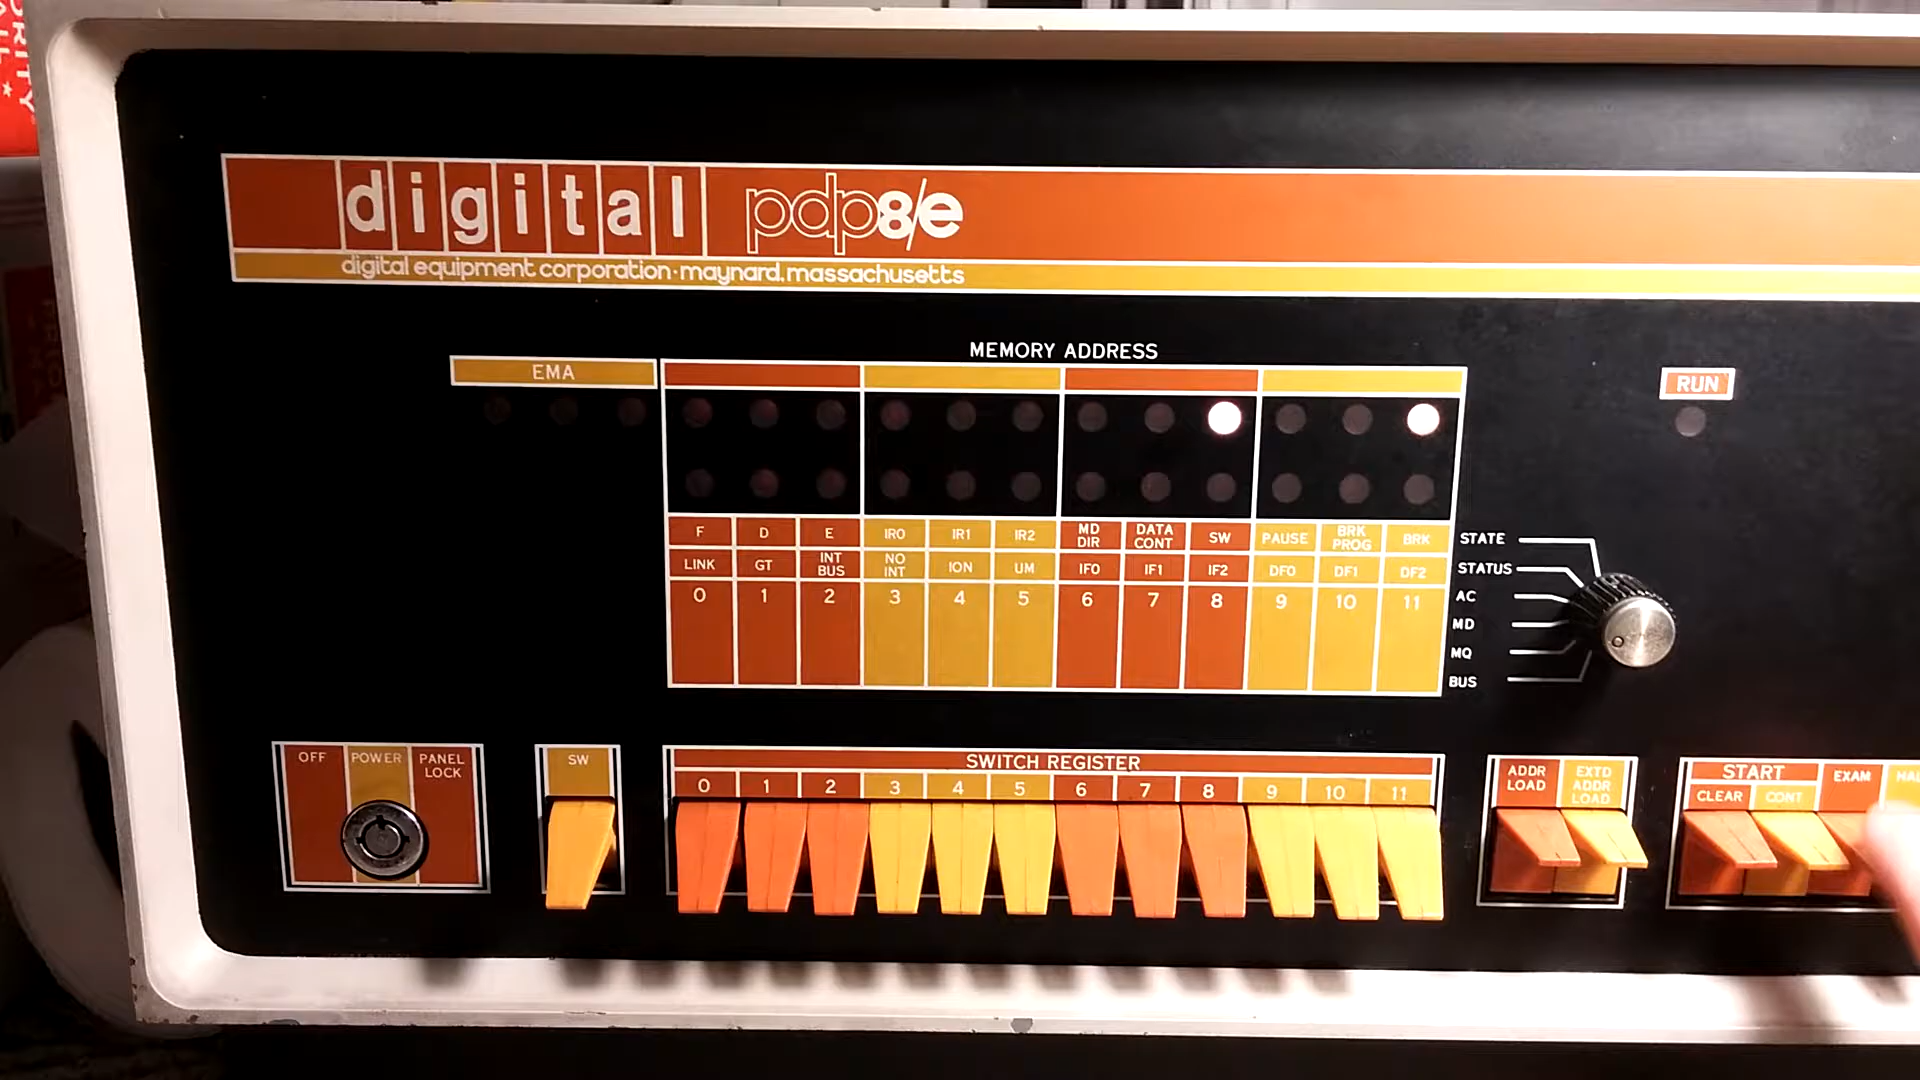 digital pdp8/e
digital equipment corporation·maynard, massachusetts
MEMORY ADDRESS
EMA
RUN
F D E IR0 IR1 IR2 MD DIR DATA CONT SW PAUSE BRK PROG BRK
LINK GT INT BUS NO INT ION UM IF0 IF1 IF2 DF0 DF1 DF2
0 1 2 3 4 5 6 7 8 9 10 11
STATE
STATUS
AC
MD
MQ
BUS
OFF POWER PANEL LOCK
SW
SWITCH REGISTER
0 1 2 3 4 5 6 7 8 9 10 11
ADDR LOAD
EXTD ADDR LOAD
START
CLEAR CONT
EXAM